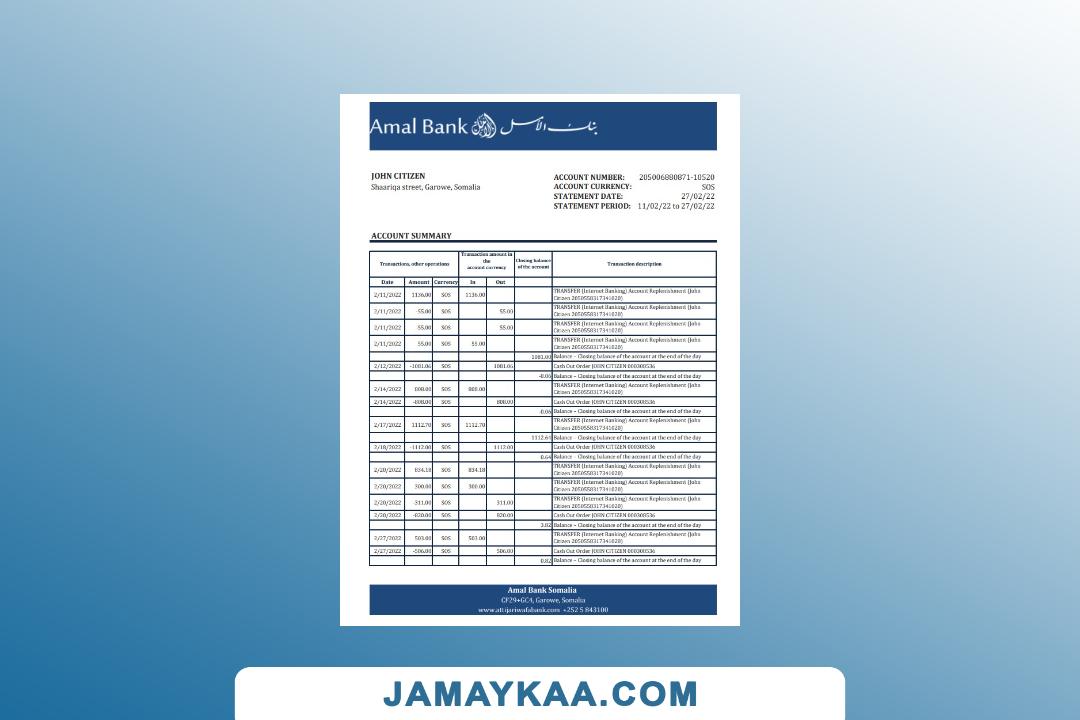 Amal Bank بنك الأمل
JOHN CITIZEN
Shaariqa street, Garowe, Somalia
ACCOUNT NUMBER: 205006880871-10520
ACCOUNT CURRENCY: SOS
STATEMENT DATE: 27/02/22
STATEMENT PERIOD: 11/02/22 to 27/02/22
ACCOUNT SUMMARY
Transactions, other operations
Transaction amount in
the
account currency
Closing balance
of the account
Transaction description
Date Amount Currency In Out
2/11/2022 1136.00 SOS 1136.00 TRANSFER (Internet Banking) Account Replenishment (John
Citizen 2050558317341020)
2/11/2022 -55.00 SOS 55.00 TRANSFER (Internet Banking) Account Replenishment (John
Citizen 2050558317341020)
2/11/2022 55.00 SOS 55.00 TRANSFER (Internet Banking) Account Replenishment (John
Citizen 2050558317341020)
2/11/2022 55.00 SOS 55.00 TRANSFER (Internet Banking) Account Replenishment (John
Citizen 2050558317341020)
1081.00 Balance – Closing balance of the account at the end of the day
2/12/2022 -1081.06 SOS 1081.06 Cash Out Order JOHN CITIZEN 000308536
-0.06 Balance – Closing balance of the account at the end of the day
2/14/2022 808.00 SOS 808.00 TRANSFER (Internet Banking) Account Replenishment (John
Citizen 2050558317341020)
2/14/2022 -808.00 SOS 808.00 Cash Out Order JOHN CITIZEN 000308536
-0.06 Balance – Closing balance of the account at the end of the day
2/17/2022 1112.70 SOS 1112.70 TRANSFER (Internet Banking) Account Replenishment (John
Citizen 2050558317341020)
1112.64 Balance – Closing balance of the account at the end of the day
2/18/2022 -1112.00 SOS 1112.00 Cash Out Order JOHN CITIZEN 000308536
0.64 Balance – Closing balance of the account at the end of the day
2/20/2022 834.18 SOS 834.18 TRANSFER (Internet Banking) Account Replenishment (John
Citizen 2050558317341020)
2/20/2022 300.00 SOS 300.00 TRANSFER (Internet Banking) Account Replenishment (John
Citizen 2050558317341020)
2/20/2022 -311.00 SOS 311.00 TRANSFER (Internet Banking) Account Replenishment (John
Citizen 2050558317341020)
2/20/2022 -820.00 SOS 820.00 Cash Out Order JOHN CITIZEN 000308536
3.82 Balance – Closing balance of the account at the end of the day
2/27/2022 503.00 SOS 503.00 TRANSFER (Internet Banking) Account Replenishment (John
Citizen 2050558317341020)
2/27/2022 -506.00 SOS 506.00 Cash Out Order JOHN CITIZEN 000308536
0.82 Balance – Closing balance of the account at the end of the day
Amal Bank Somalia
CF29+GC4, Garowe, Somalia
www.attijariwafabank.com +252 5 843100
JAMAYKAA.COM